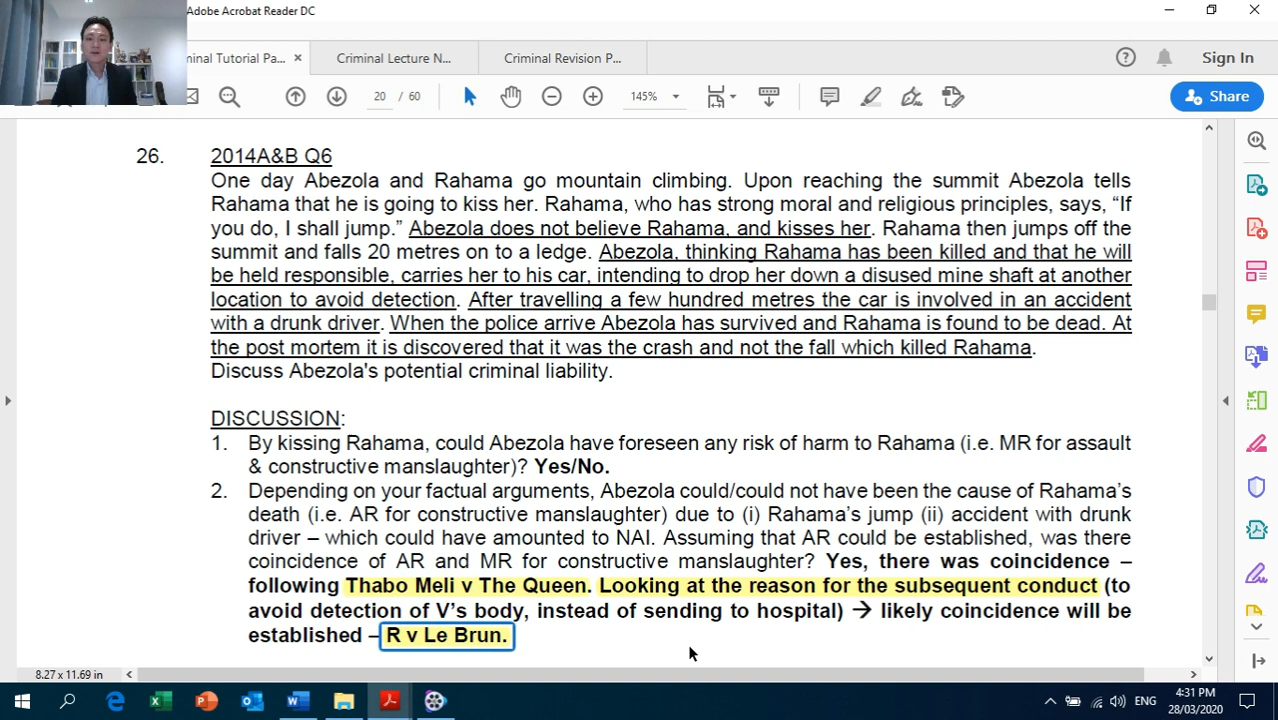 Adobe Acrobat Reader DC
minal Tutorial Pa... × Criminal Lecture N... Criminal Revision P... Sign In
20 / 60 145% Share
26. 2014A&B Q6
One day Abezola and Rahama go mountain climbing. Upon reaching the summit Abezola tells
Rahama that he is going to kiss her. Rahama, who has strong moral and religious principles, says, “If
you do, I shall jump.” Abezola does not believe Rahama, and kisses her. Rahama then jumps off the
summit and falls 20 metres on to a ledge. Abezola, thinking Rahama has been killed and that he will
be held responsible, carries her to his car, intending to drop her down a disused mine shaft at another
location to avoid detection. After travelling a few hundred metres the car is involved in an accident
with a drunk driver. When the police arrive Abezola has survived and Rahama is found to be dead. At
the post mortem it is discovered that it was the crash and not the fall which killed Rahama.
Discuss Abezola's potential criminal liability.
DISCUSSION:
1. By kissing Rahama, could Abezola have foreseen any risk of harm to Rahama (i.e. MR for assault
& constructive manslaughter)? Yes/No.
2. Depending on your factual arguments, Abezola could/could not have been the cause of Rahama’s
death (i.e. AR for constructive manslaughter) due to (i) Rahama’s jump (ii) accident with drunk
driver – which could have amounted to NAI. Assuming that AR could be established, was there
coincidence of AR and MR for constructive manslaughter? Yes, there was coincidence –
following Thabo Meli v The Queen. Looking at the reason for the subsequent conduct (to
avoid detection of V’s body, instead of sending to hospital) → likely coincidence will be
established – R v Le Brun.
8.27 x 11.69 in
ENG
4:31 PM
28/03/2020